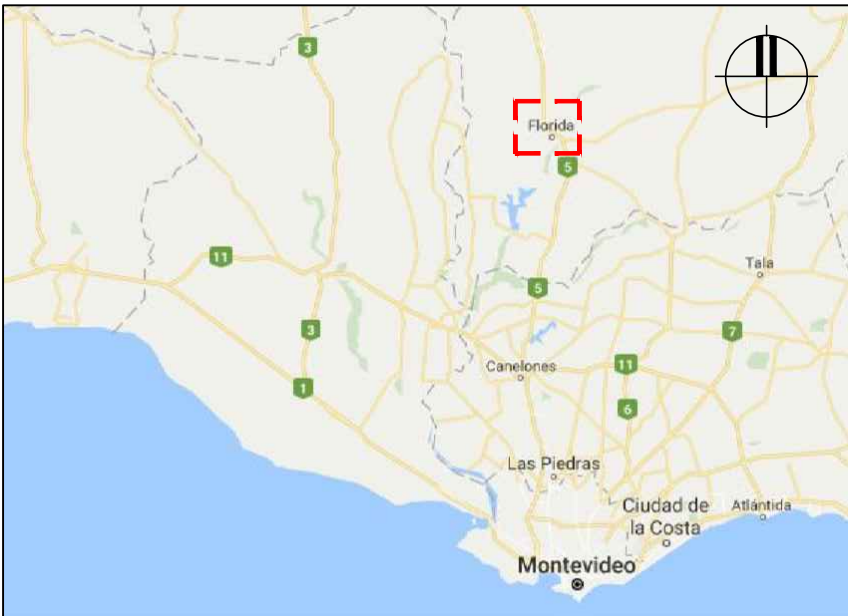 3
Florida
5
11
Tala
5
3
7
Canelones
11
1
6
Las Piedras
Ciudad de
la Costa
Atlántida
Montevideo